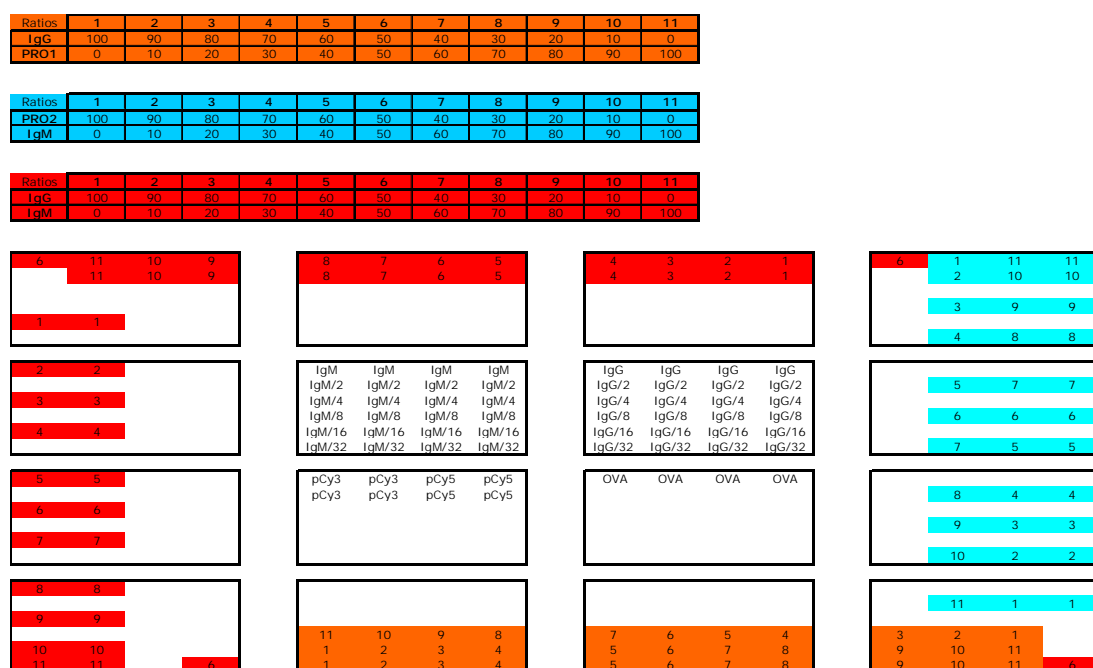 Ratios 1 2 3 4 5 6 7 8 9 10 11
IgG 100 90 80 70 60 50 40 30 20 10 0
PRO1 0 10 20 30 40 50 60 70 80 90 100
Ratios 1 2 3 4 5 6 7 8 9 10 11
PRO2 100 90 80 70 60 50 40 30 20 10 0
IgM 0 10 20 30 40 50 60 70 80 90 100
Ratios 1 2 3 4 5 6 7 8 9 10 11
IgG 100 90 80 70 60 50 40 30 20 10 0
IgM 0 10 20 30 40 50 60 70 80 90 100
6 11 10 9 8 7 6 5 4 3 2 1 6 1 11 11
11 10 9 8 7 6 5 4 3 2 1 2 10 10
3 9 9
1 1
4 8 8
2 2 IgM IgM IgM IgM IgG IgG IgG IgG
IgM/2 IgM/2 IgM/2 IgM/2 IgG/2 IgG/2 IgG/2 IgG/2 5 7 7
3 3 IgM/4 IgM/4 IgM/4 IgM/4 IgG/4 IgG/4 IgG/4 IgG/4
IgM/8 IgM/8 IgM/8 IgM/8 IgG/8 IgG/8 IgG/8 IgG/8 6 6 6
4 4 IgM/16 IgM/16 IgM/16 IgM/16 IgG/16 IgG/16 IgG/16 IgG/16
IgM/32 IgM/32 IgM/32 IgM/32 IgG/32 IgG/32 IgG/32 IgG/32 7 5 5
5 5 pCy3 pCy3 pCy5 pCy5 OVA OVA OVA OVA
pCy3 pCy3 pCy5 pCy5 8 4 4
6 6
9 3 3
7 7
10 2 2
8 8
11 1 1
9 9
11 10 9 8 7 6 5 4 3 2 1
10 10 1 2 3 4 5 6 7 8 9 10 11
11 11 6 1 2 3 4 5 6 7 8 9 10 11 6